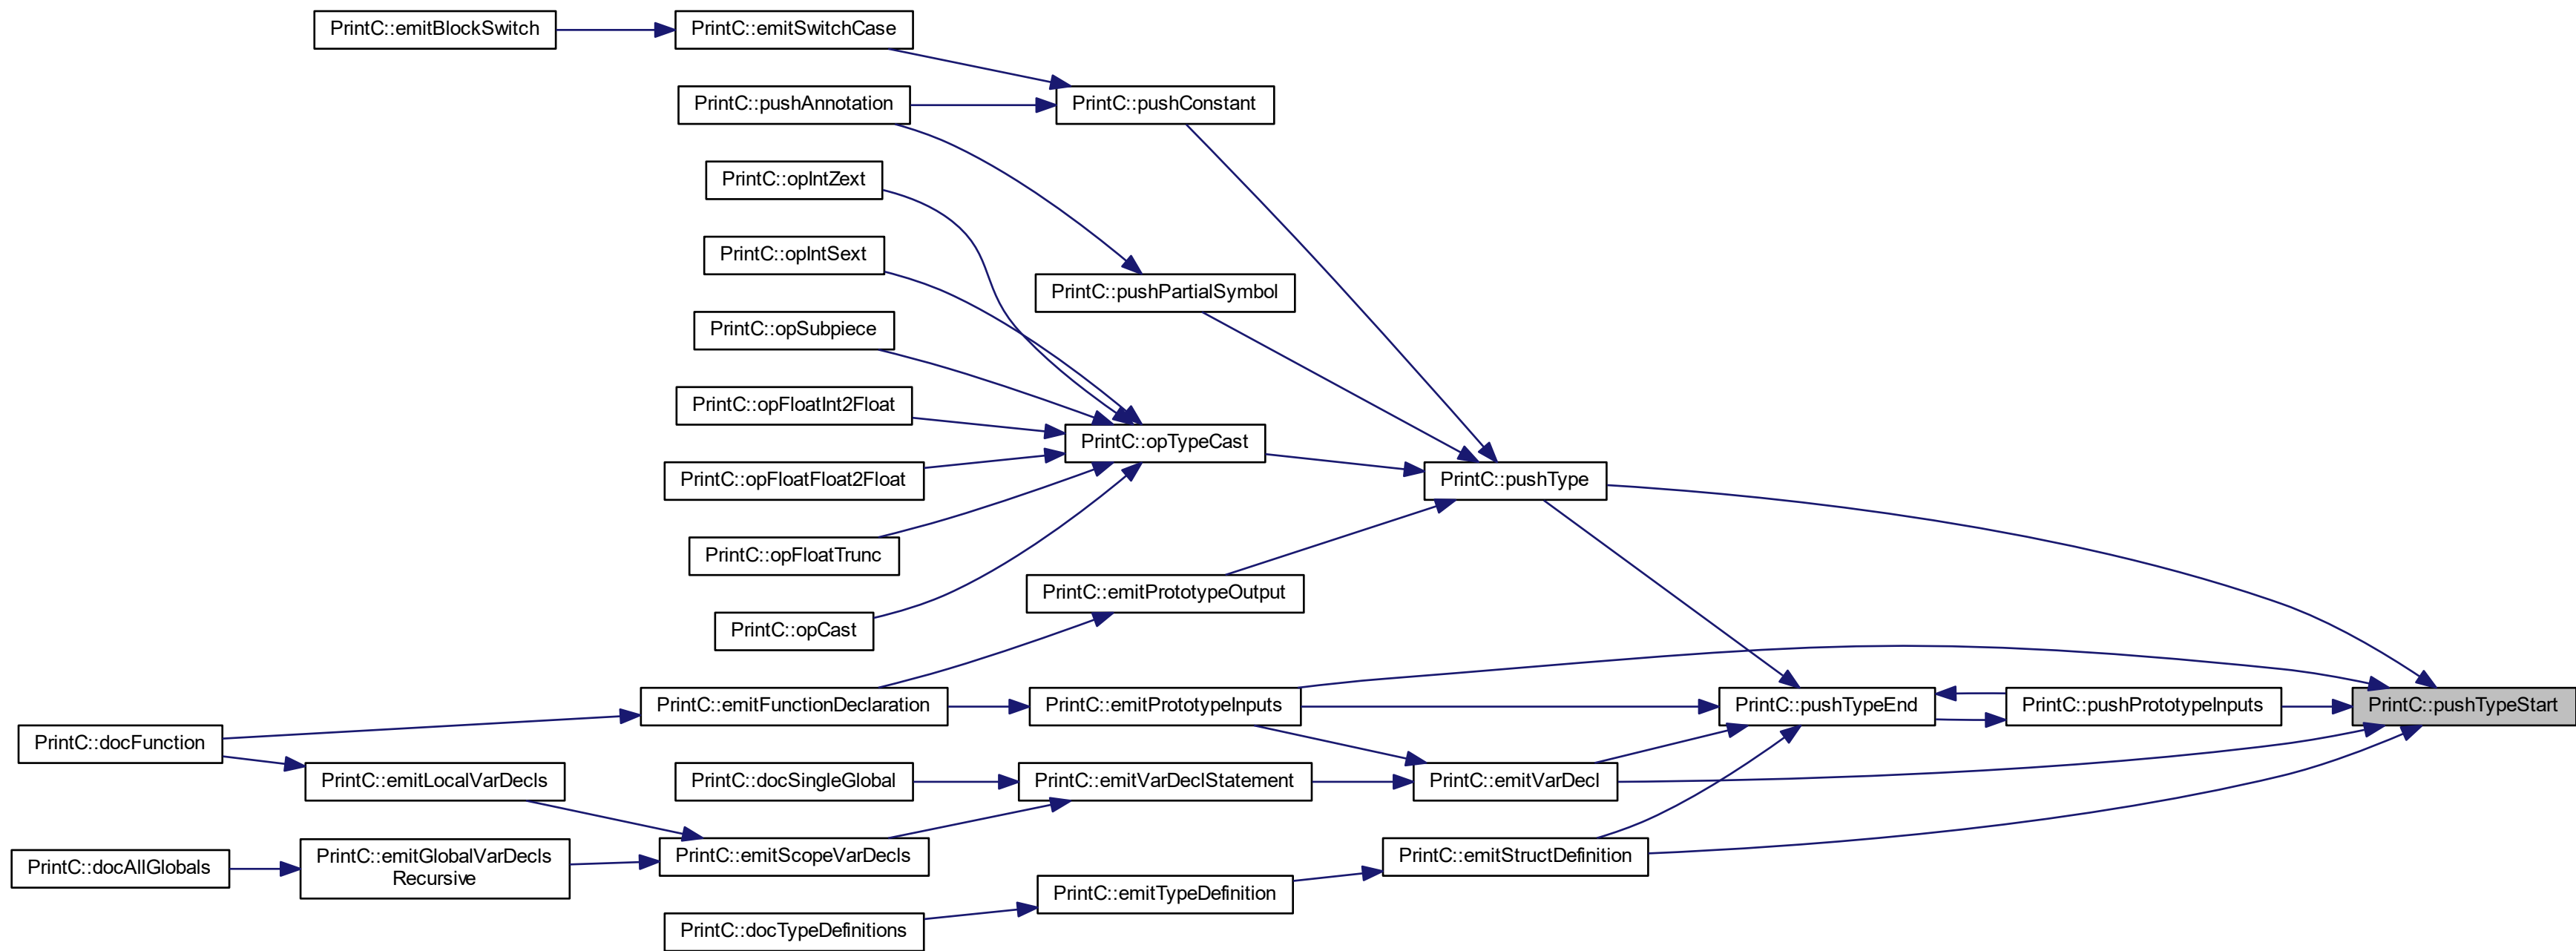 PrintC::emitBlockSwitch
PrintC::emitSwitchCase
PrintC::pushAnnotation
PrintC::pushConstant
PrintC::opIntZext
PrintC::opIntSext
PrintC::pushPartialSymbol
PrintC::opSubpiece
PrintC::opFloatInt2Float
PrintC::opTypeCast
PrintC::opFloatFloat2Float
PrintC::pushType
PrintC::opFloatTrunc
PrintC::emitPrototypeOutput
PrintC::opCast
PrintC::emitFunctionDeclaration
PrintC::emitPrototypeInputs
PrintC::pushTypeEnd
PrintC::pushPrototypeInputs
PrintC::pushTypeStart
PrintC::docFunction
PrintC::emitLocalVarDecls
PrintC::docSingleGlobal
PrintC::emitVarDeclStatement
PrintC::emitVarDecl
PrintC::docAllGlobals
PrintC::emitGlobalVarDecls
Recursive
PrintC::emitScopeVarDecls
PrintC::emitStructDefinition
PrintC::emitTypeDefinition
PrintC::docTypeDefinitions